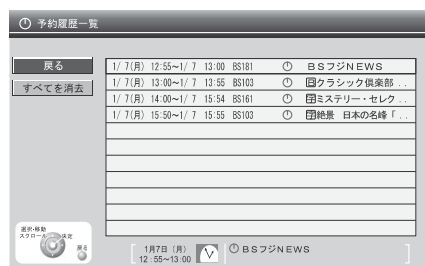 予約履歴一覧
戻る
すべてを消去
1/ 7(月) 12:55~1/ 7 13:00 BS181 BSフジNEWS
1/ 7(月) 13:00~1/ 7 13:55 BS103 クラシック倶楽部 ..
1/ 7(月) 14:00~1/ 7 15:54 BS161 字ミステリー・セレク ..
1/ 7(月) 15:50~1/ 7 15:55 BS103 字絶景 日本の名峰「 ..
選択・移動
スクロール 決定
戻る
1月7日 (月) BSフジNEWS
12:55~13:00